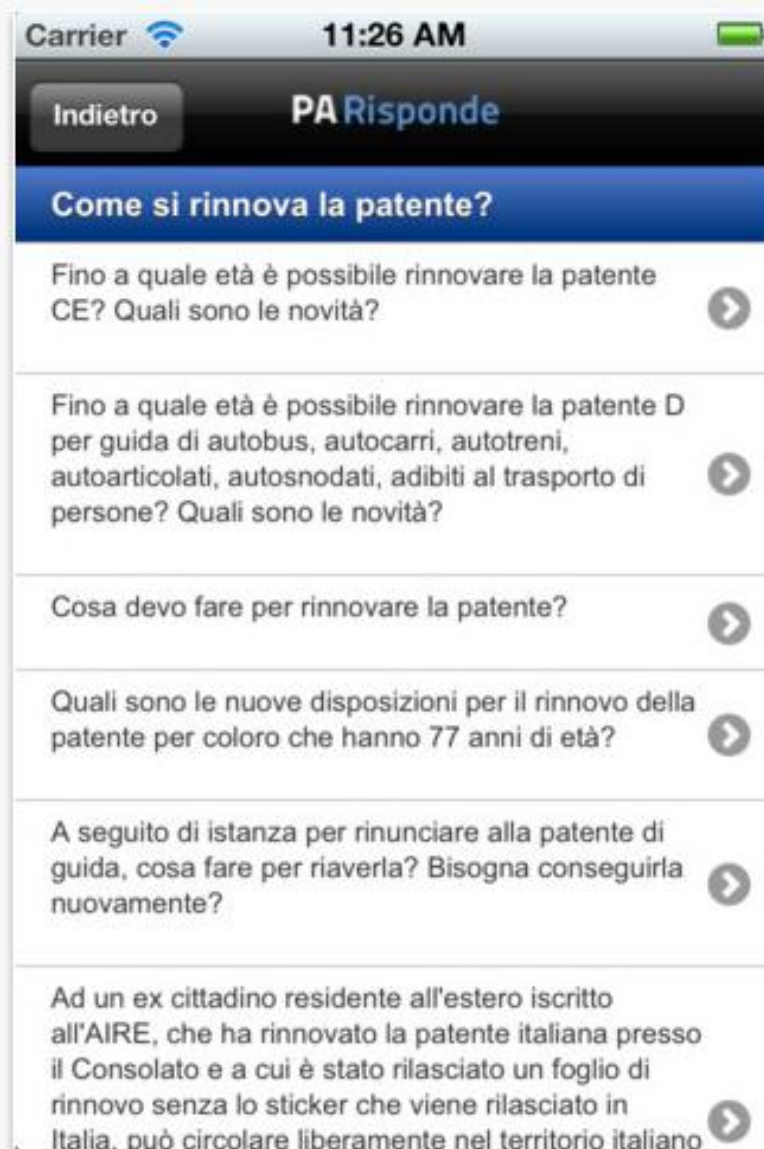 Carrier 11:26 AM
Indietro PA Risponde
Come si rinnova la patente?
Fino a quale età è possibile rinnovare la patente
CE? Quali sono le novità?
Fino a quale età è possibile rinnovare la patente D
per guida di autobus, autocarri, autotreni,
autoarticolati, autosnodati, adibiti al trasporto di
persone? Quali sono le novità?
Cosa devo fare per rinnovare la patente?
Quali sono le nuove disposizioni per il rinnovo della
patente per coloro che hanno 77 anni di età?
A seguito di istanza per rinunciare alla patente di
guida, cosa fare per riaverla? Bisogna conseguirla
nuovamente?
Ad un ex cittadino residente all'estero iscritto
all'AIRE, che ha rinnovato la patente italiana presso
il Consolato e a cui è stato rilasciato un foglio di
rinnovo senza lo sticker che viene rilasciato in
Italia, può circolare liberamente nel territorio italiano